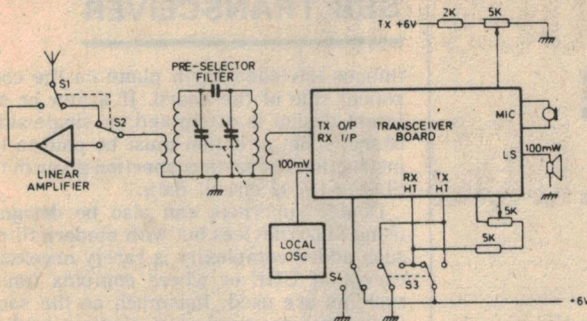 SSB TRANSCEIVER
TX +6V
2K
5K
PRE-SELECTOR
FILTER
S1
S2
LINEAR
AMPLIFIER
TX O/P
RX I/P
TRANSCEIVER
BOARD
MIC
LS
100mW
100mV
RX
HT
TX
HT
LOCAL
OSC
5K
5K
S4
S3
+6V